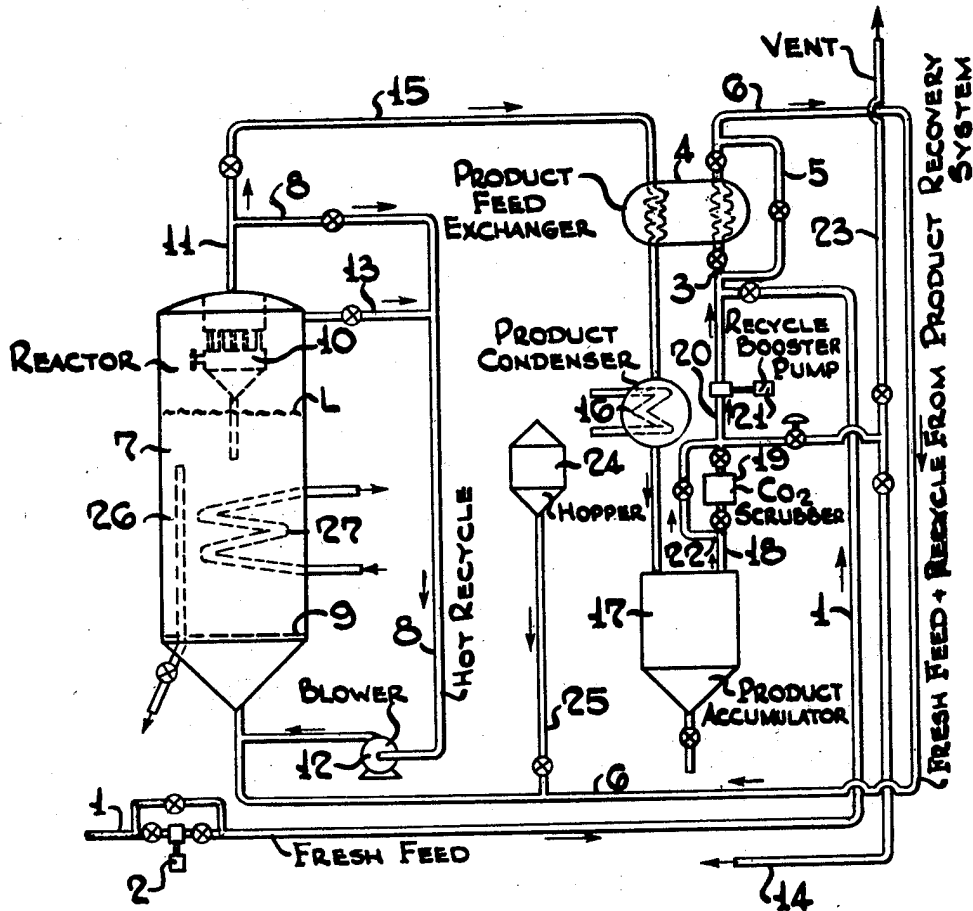 VENT
15
6
4
5
8
PRODUCT
FEED
EXCHANGER
11
23
13
3
REACTOR
10
PRODUCT
CONDENSER
RECYCLE
BOOSTER
PUMP
20
21
L
16
7
24
19
CO2
SCRUBBER
26
HOPPER
27
22
18
HOT RECYCLE
9
17
1
8
BLOWER
25
PRODUCT
ACCUMULATOR
12
6
1
FRESH FEED
2
14
FRESH FEED + RECYCLE FROM PRODUCT RECOVERY
SYSTEM